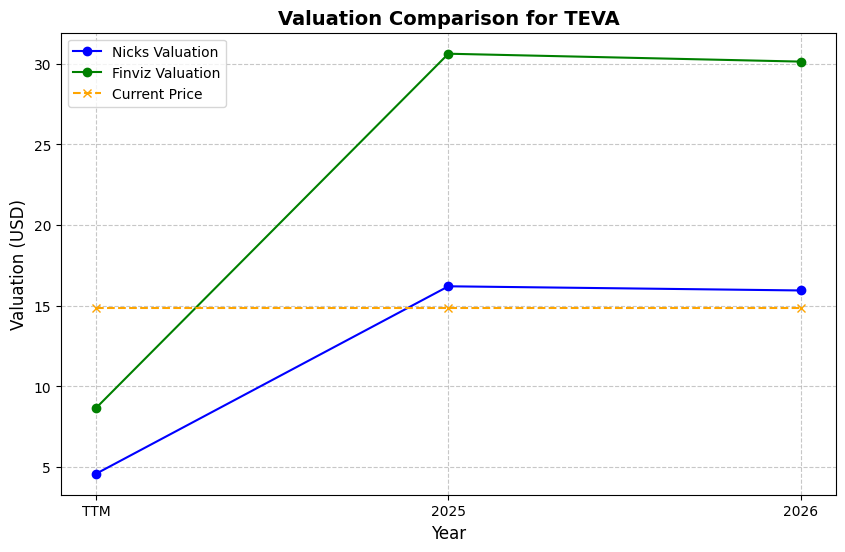 Valuation Comparison for TEVA
Nicks Valuation
Finviz Valuation
Current Price
30
25
20
15
10
5
Valuation (USD)
TTM
2025
2026
Year